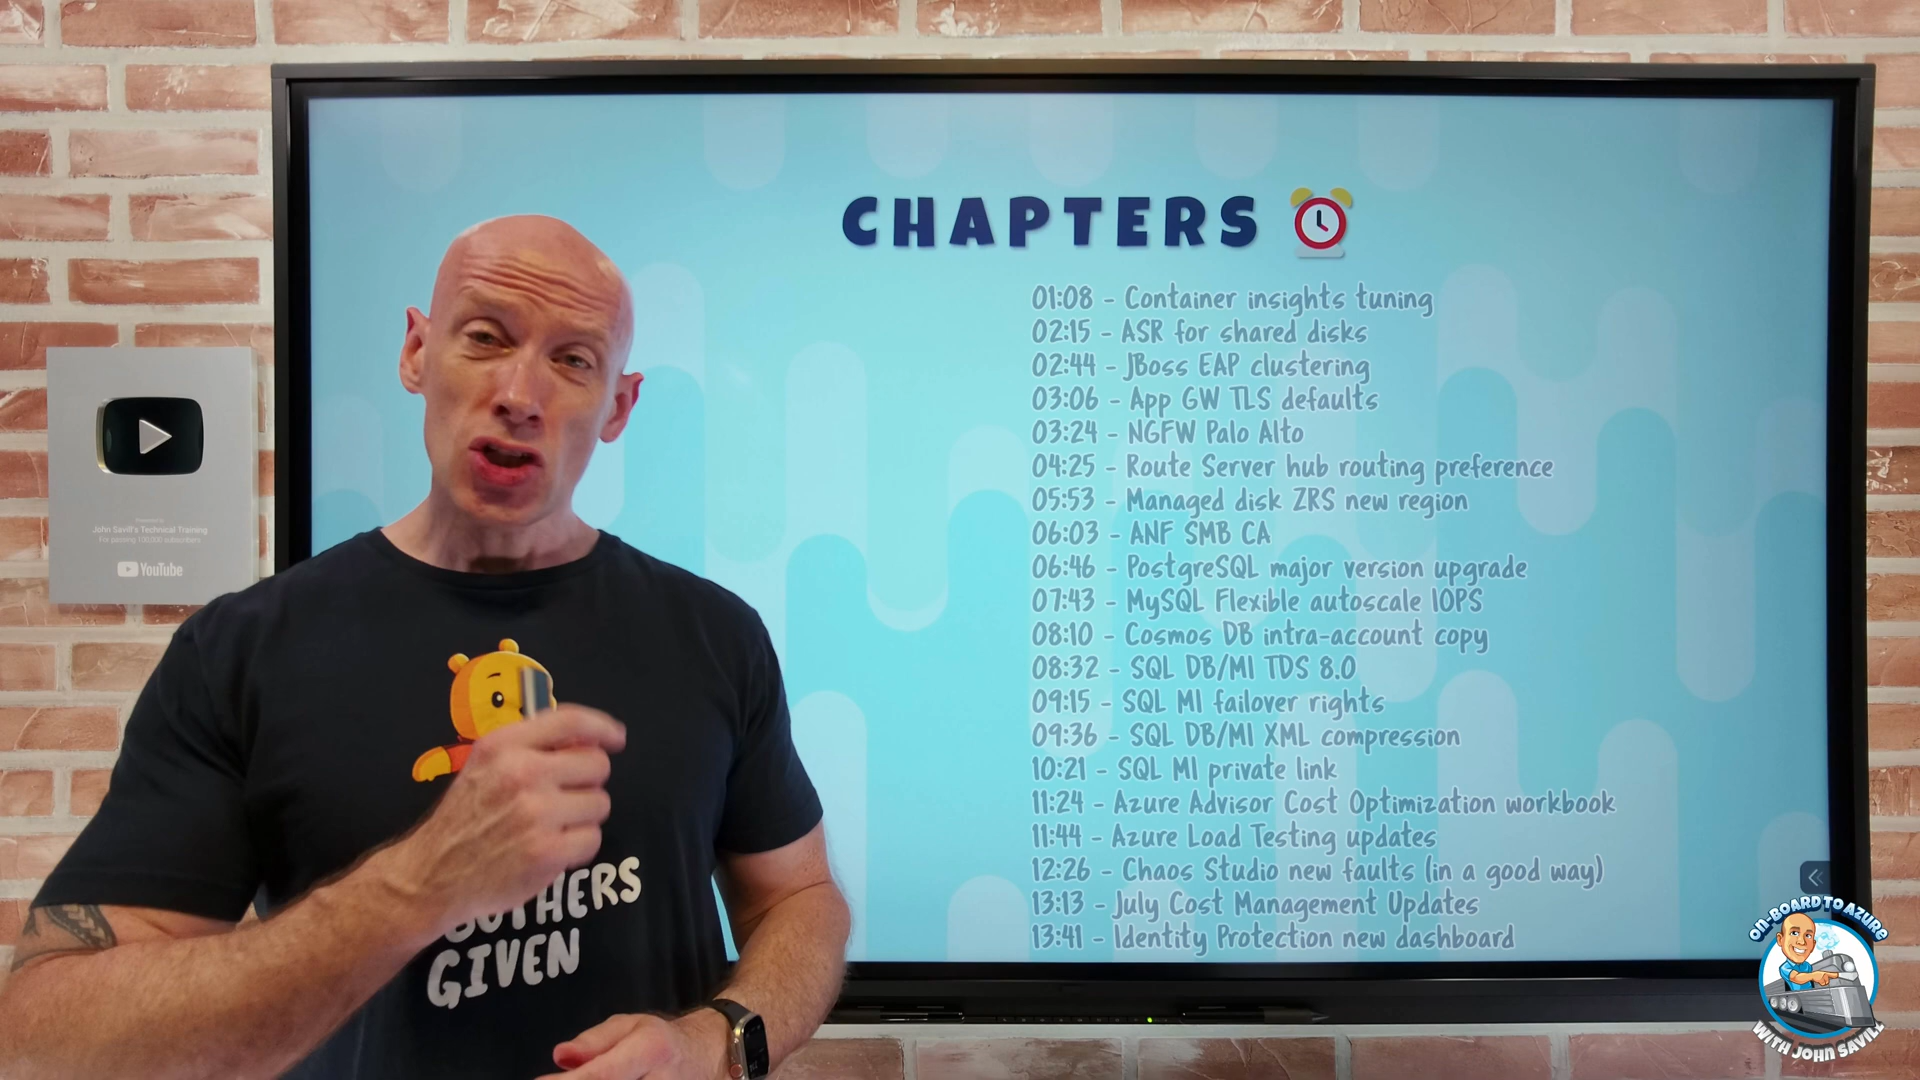 CHAPTERS
01:08 - Container insights tuning
02:15 - ASR for shared disks
02:44 - JBoss EAP clustering
03:06 - App GW TLS defaults
03:24 - NGFW Palo Alto
04:25 - Route Server hub routing preference
05:53 - Managed disk ZRS new region
06:03 - ANF SMB CA
06:46 - PostgreSQL major version upgrade
07:43 - MySQL Flexible autoscale IOPS
08:10 - Cosmos DB intra-account copy
08:32 - SQL DB/MI TDS 8.0
09:15 - SQL MI failover rights
09:36 - SQL DB/MI XML compression
10:21 - SQL MI private link
11:24 - Azure Advisor Cost Optimization workbook
11:44 - Azure Load Testing updates
12:26 - Chaos Studio new faults (in a good way)
13:13 - July Cost Management Updates
13:41 - Identity Protection new dashboard
John Savill's Technical Training
For passing 100,000 subscribers
YouTube
GIVEN
ON-BOARD TO AZURE
WITH JOHN SAVILL